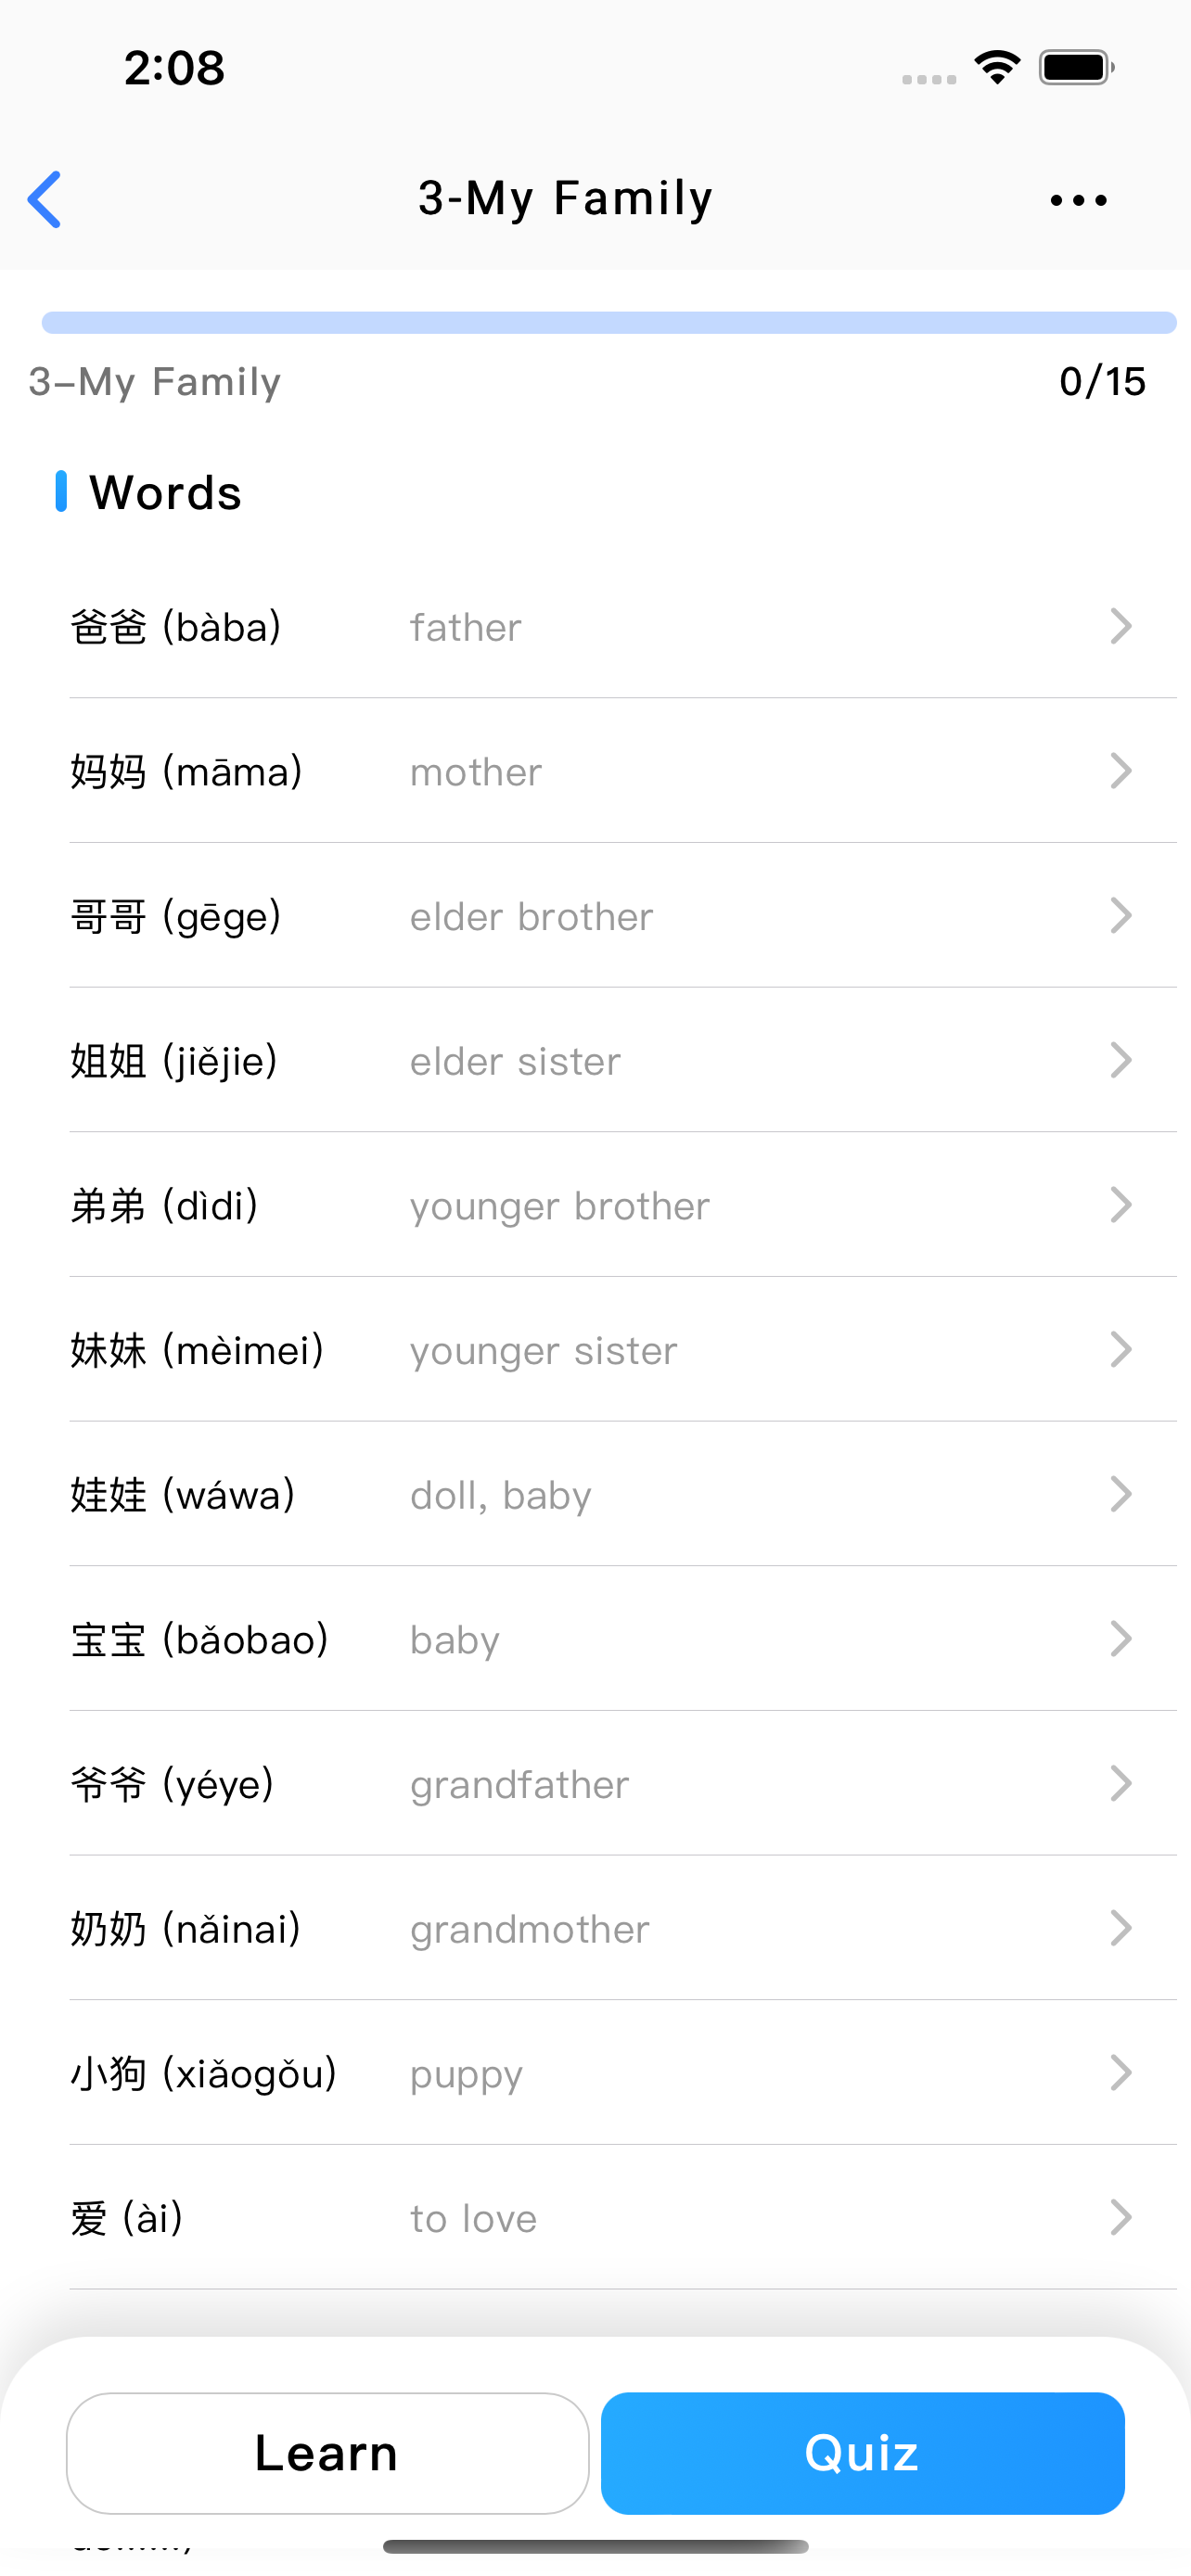 2:08
3-My Family
3-My Family 0/15
Words
爸爸 (bàba) father
妈妈 (māma) mother
哥哥 (gēge) elder brother
姐姐 (jiějie) elder sister
弟弟 (dìdi) younger brother
妹妹 (mèimei) younger sister
娃娃 (wáwa) doll, baby
宝宝 (bǎobao) baby
爷爷 (yéye) grandfather
奶奶 (nǎinai) grandmother
小狗 (xiǎogǒu) puppy
爱 (ài) to love
Learn Quiz